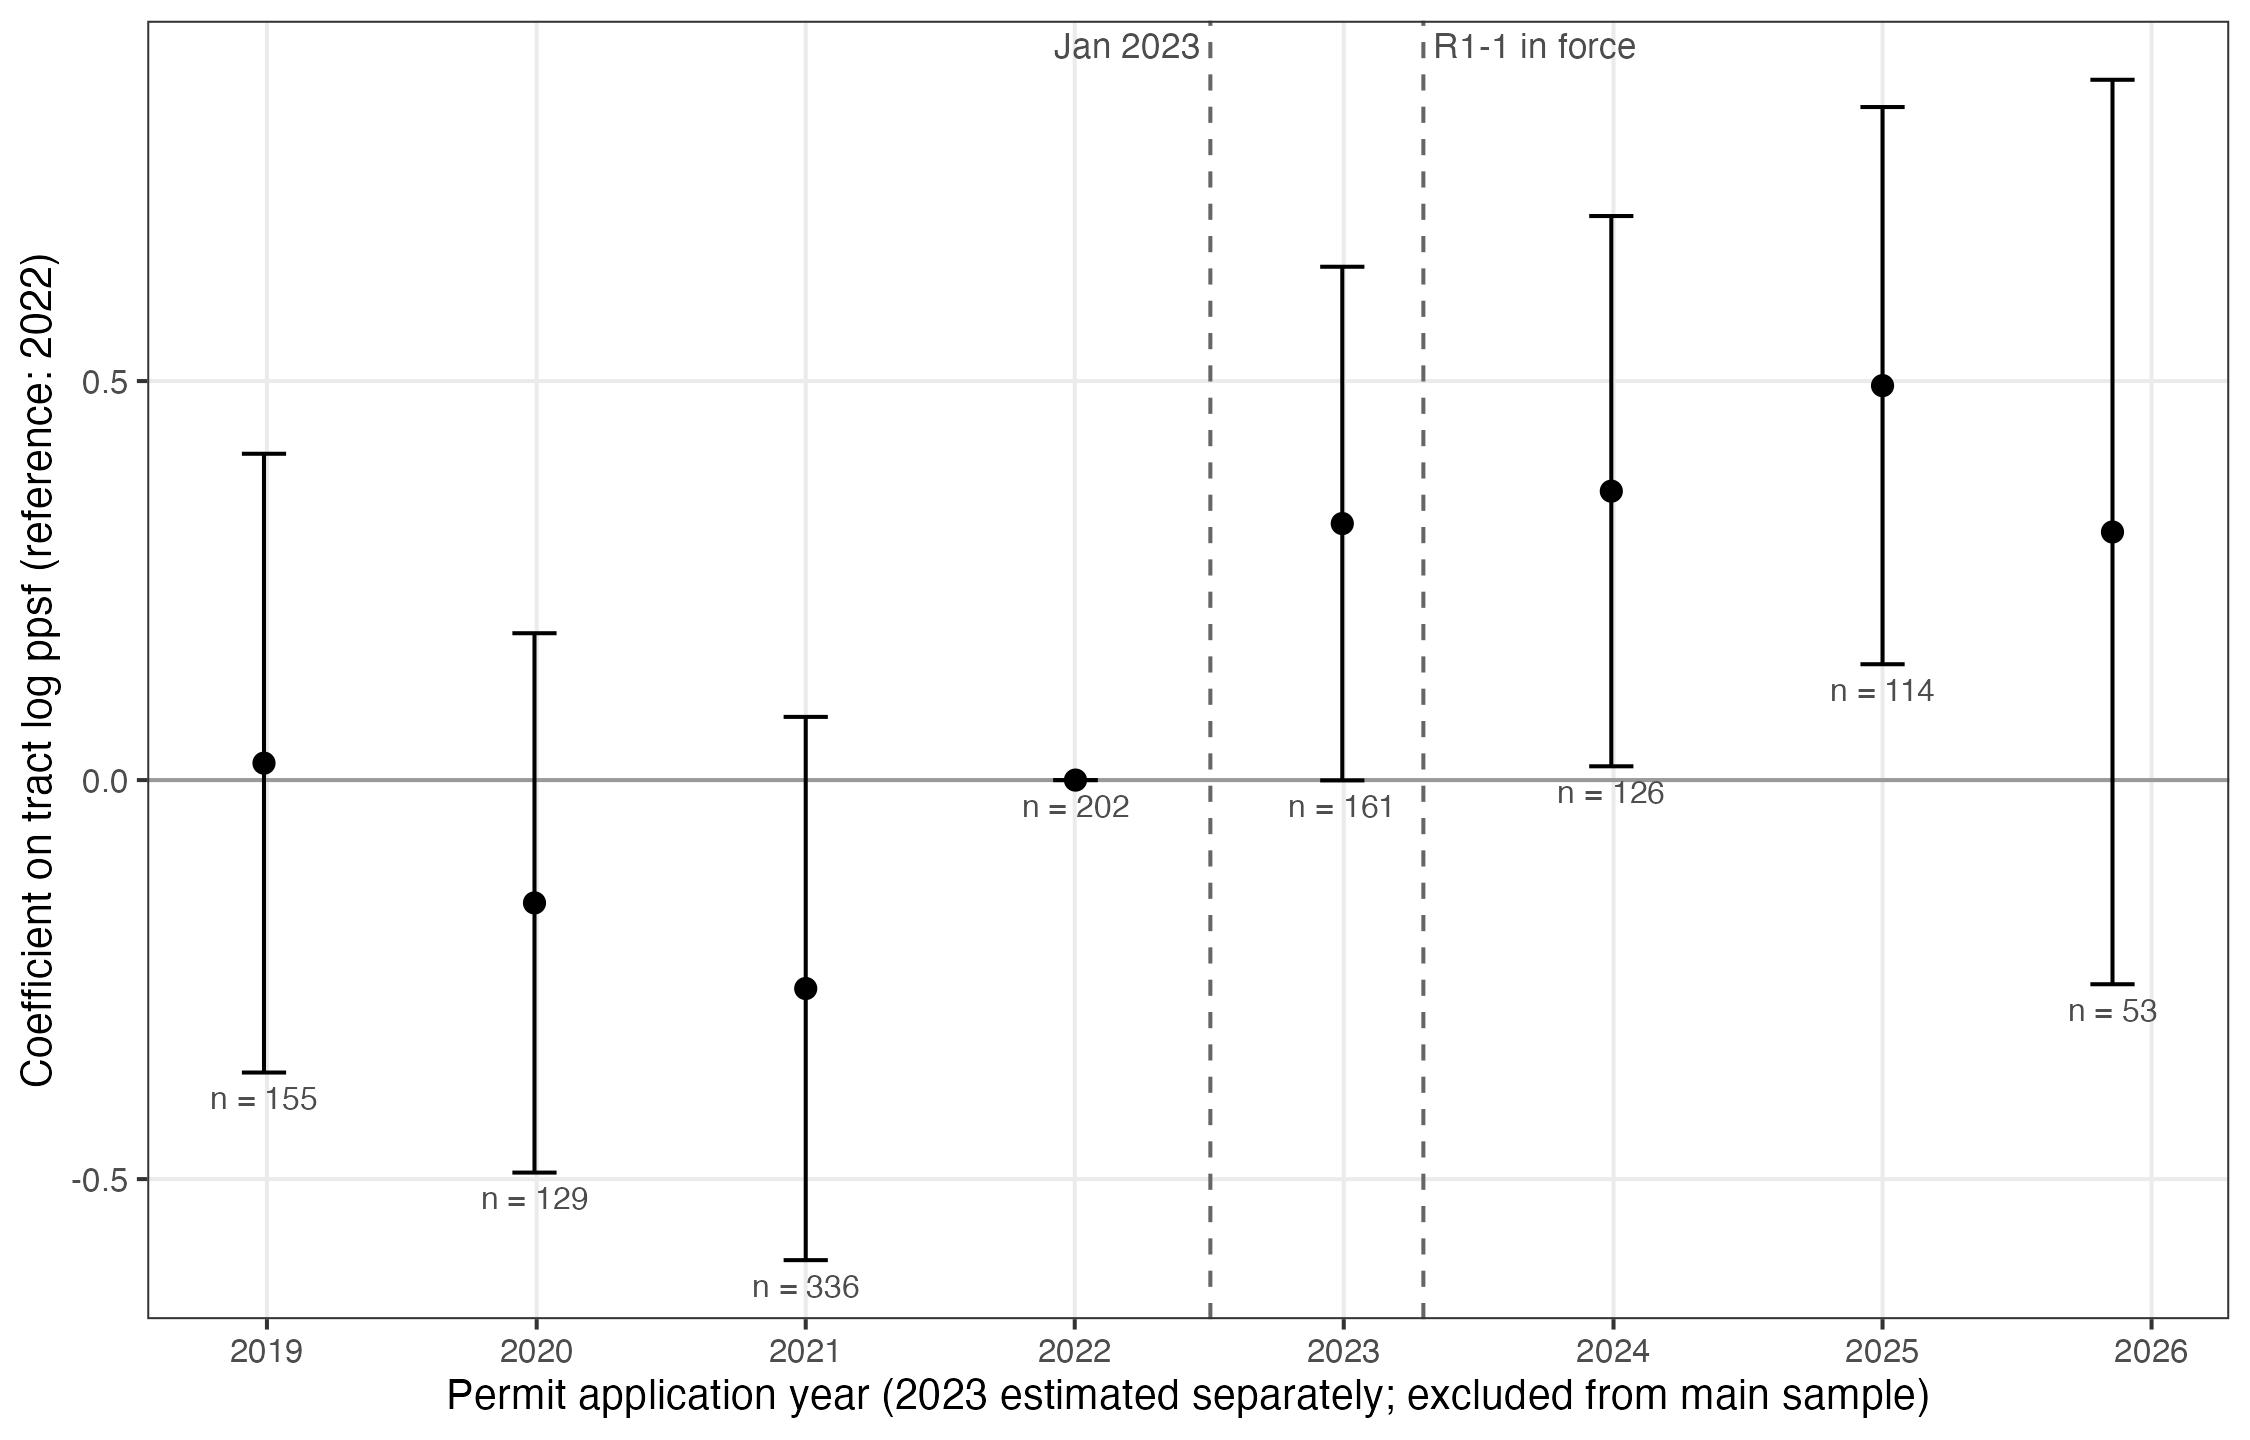 Jan 2023
R1-1 in force
Coefficient on tract log ppsf (reference: 2022)
0.5
0.0
-0.5
n = 155
n = 129
n = 336
n = 202
n = 161
n = 126
n = 114
n = 53
2019
2020
2021
2022
2023
2024
2025
2026
Permit application year (2023 estimated separately; excluded from main sample)